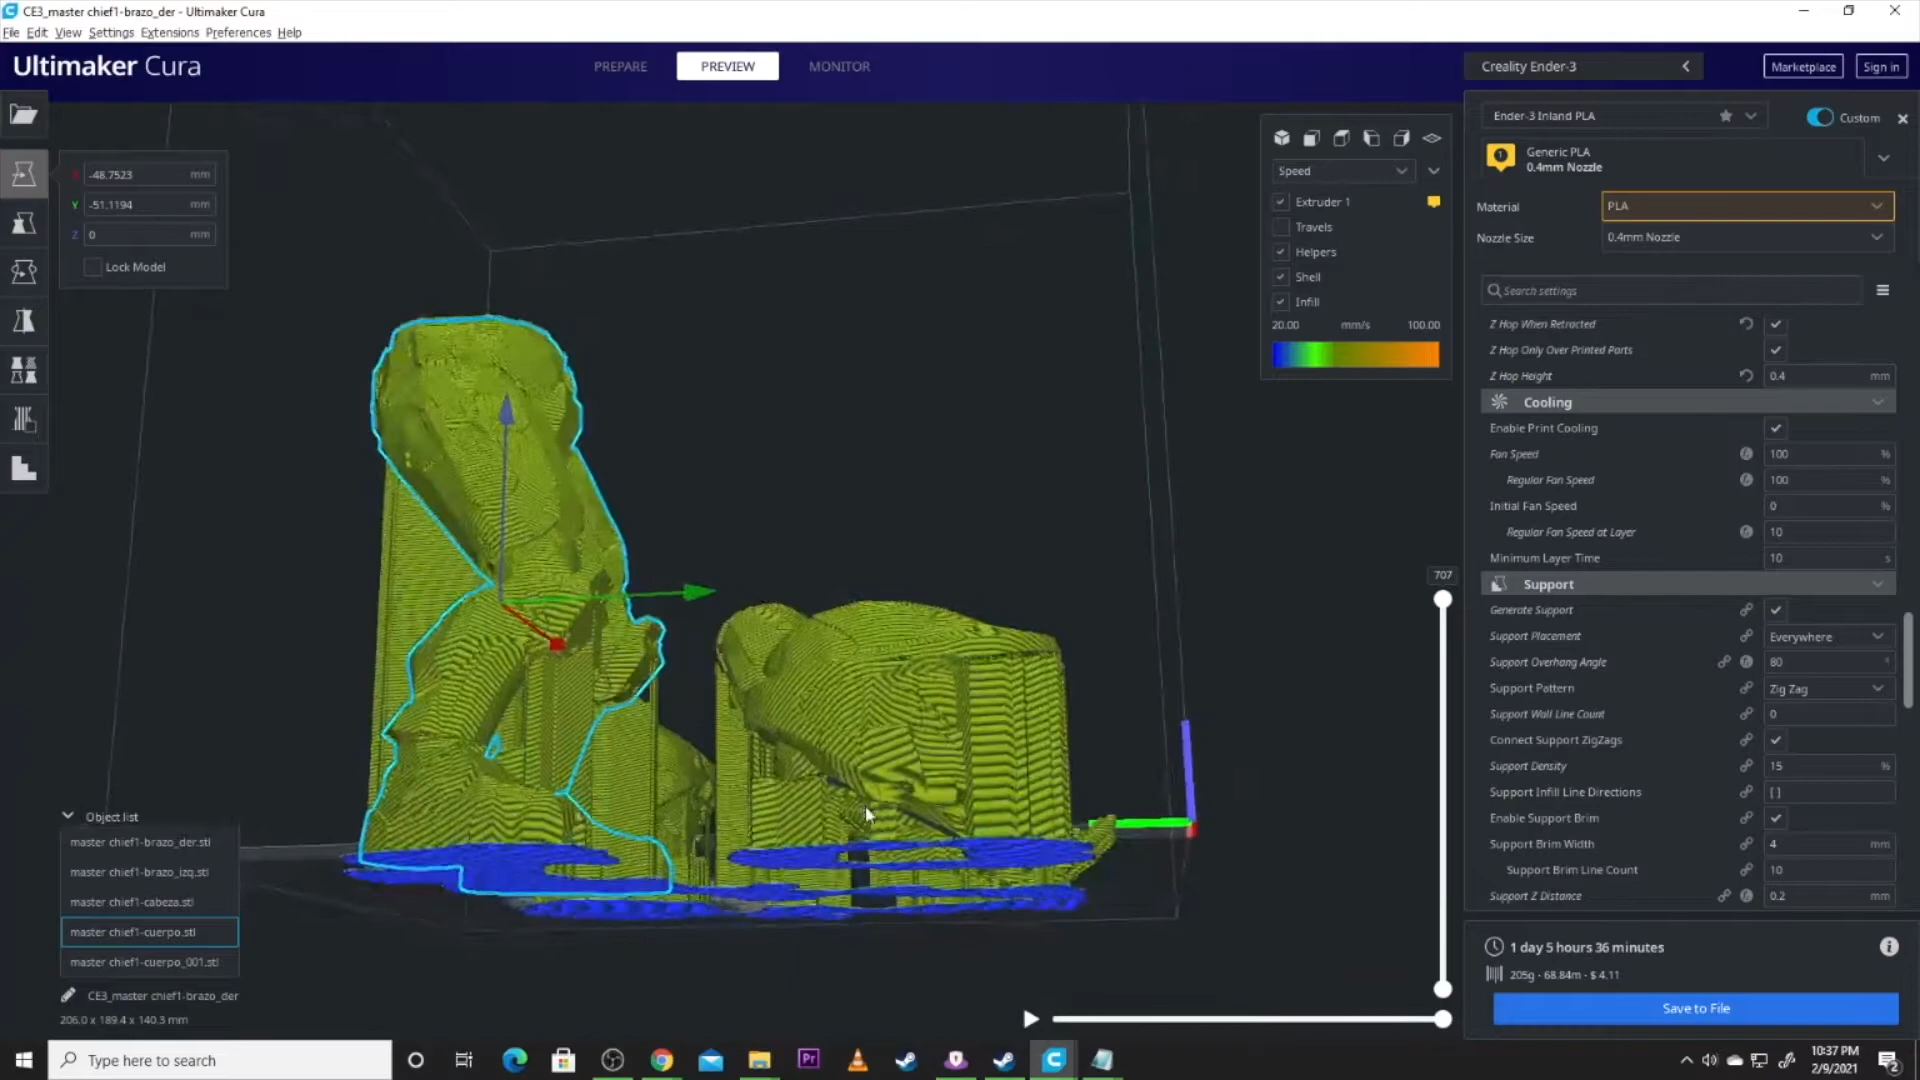 CE3_master chief1-brazo_der - Ultimaker Cura
File Edit View Settings Extensions Preferences Help
Ultimaker Cura
PREPARE
PREVIEW
MONITOR
Creality Ender-3
Marketplace
Sign in
X -48.7523 mm
Y -51.1194 mm
Z 0 mm
Lock Model
Speed
Extruder 1
Travels
Helpers
Shell
Infill
20.00 mm/s 100.00
Ender-3 Inland PLA
Custom
1
Generic PLA
0.4mm Nozzle
Material PLA
Nozzle Size 0.4mm Nozzle
Search settings
Z Hop When Retracted
Z Hop Only Over Printed Parts
Z Hop Height 0.4 mm
Cooling
Enable Print Cooling
Fan Speed 100 %
Regular Fan Speed 100 %
Initial Fan Speed 0 %
Regular Fan Speed at Layer 10
Minimum Layer Time 10 s
Support
Generate Support
Support Placement Everywhere
Support Overhang Angle 80 °
Support Pattern Zig Zag
Support Wall Line Count 0
Connect Support ZigZags
Support Density 15 %
Support Infill Line Directions [ ]
Enable Support Brim
Support Brim Width 4 mm
Support Brim Line Count 10
Support Z Distance 0.2 mm
707
Object list
master chief1-brazo_der.stl
master chief1-brazo_izq.stl
master chief1-cabeza.stl
master chief1-cuerpo.stl
master chief1-cuerpo_001.stl
CE3_master chief1-brazo_der
206.0 x 189.4 x 140.3 mm
1 day 5 hours 36 minutes
205g - 68.84m - $ 4.11
Save to File
Type here to search
Pr
10:37 PM
2/9/2021
2